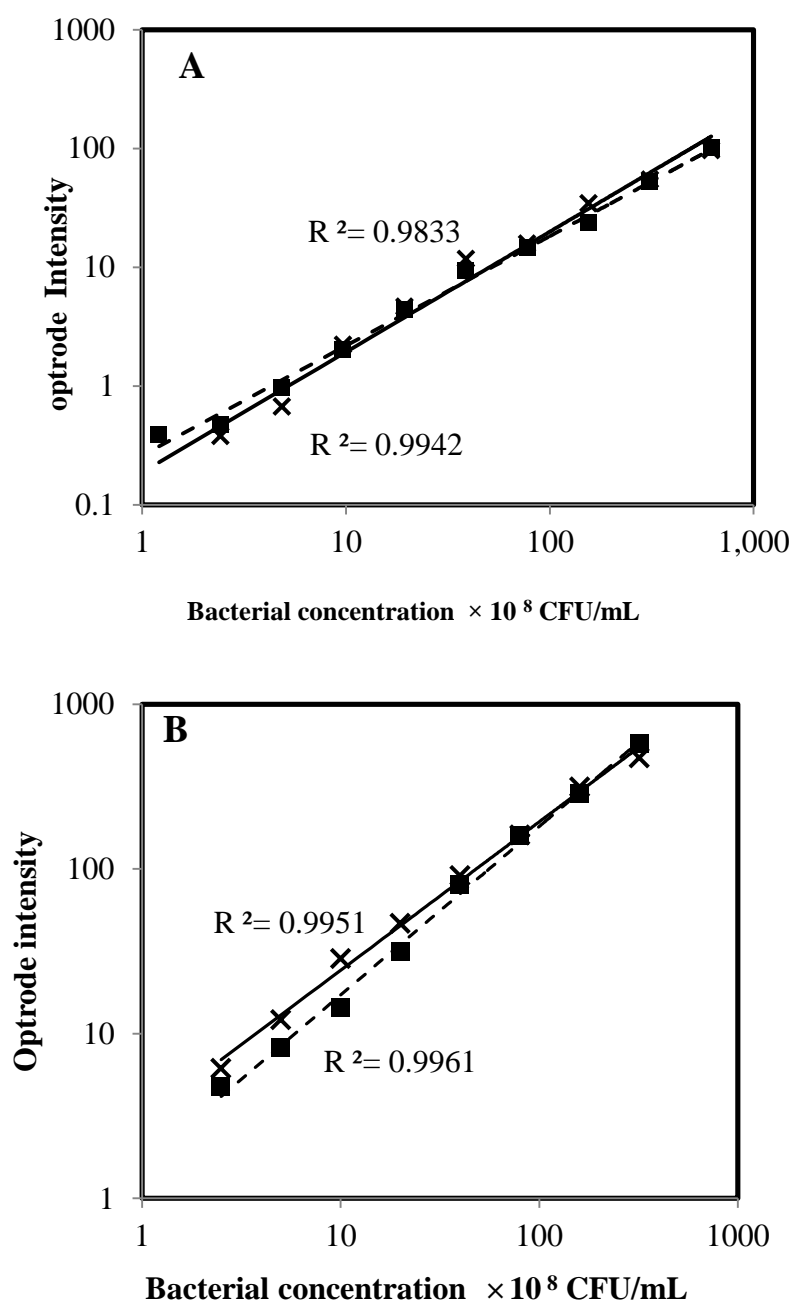 1000
A
100
optrode Intensity
R ²= 0.9833
10
1
R ²= 0.9942
0.1
1 10 100 1,000
Bacterial concentration × 10 ⁸ CFU/mL
1000
B
100
Optrode intensity
R ²= 0.9951
10
R ²= 0.9961
1
1 10 100 1000
Bacterial concentration ×10 ⁸ CFU/mL